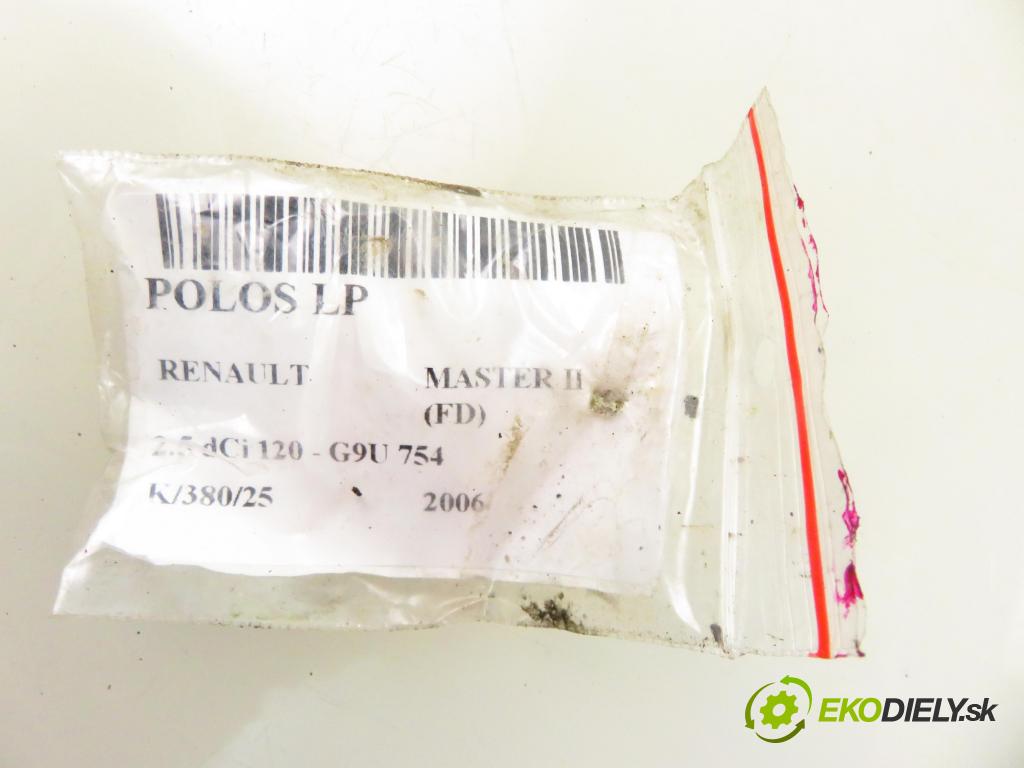 POLOS LP
RENAULT MASTER II
(FD)
2.5 dCi 120 - G9U 754
K/380/25 2006
EKODIELY.sk